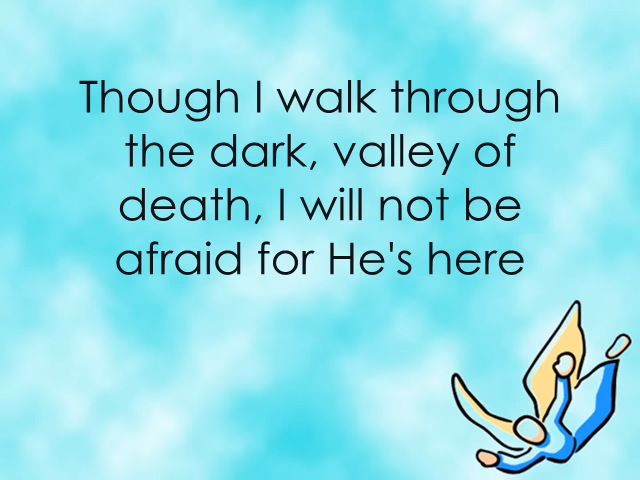 Though I walk through
the dark, valley of
death, I will not be
afraid for He's here